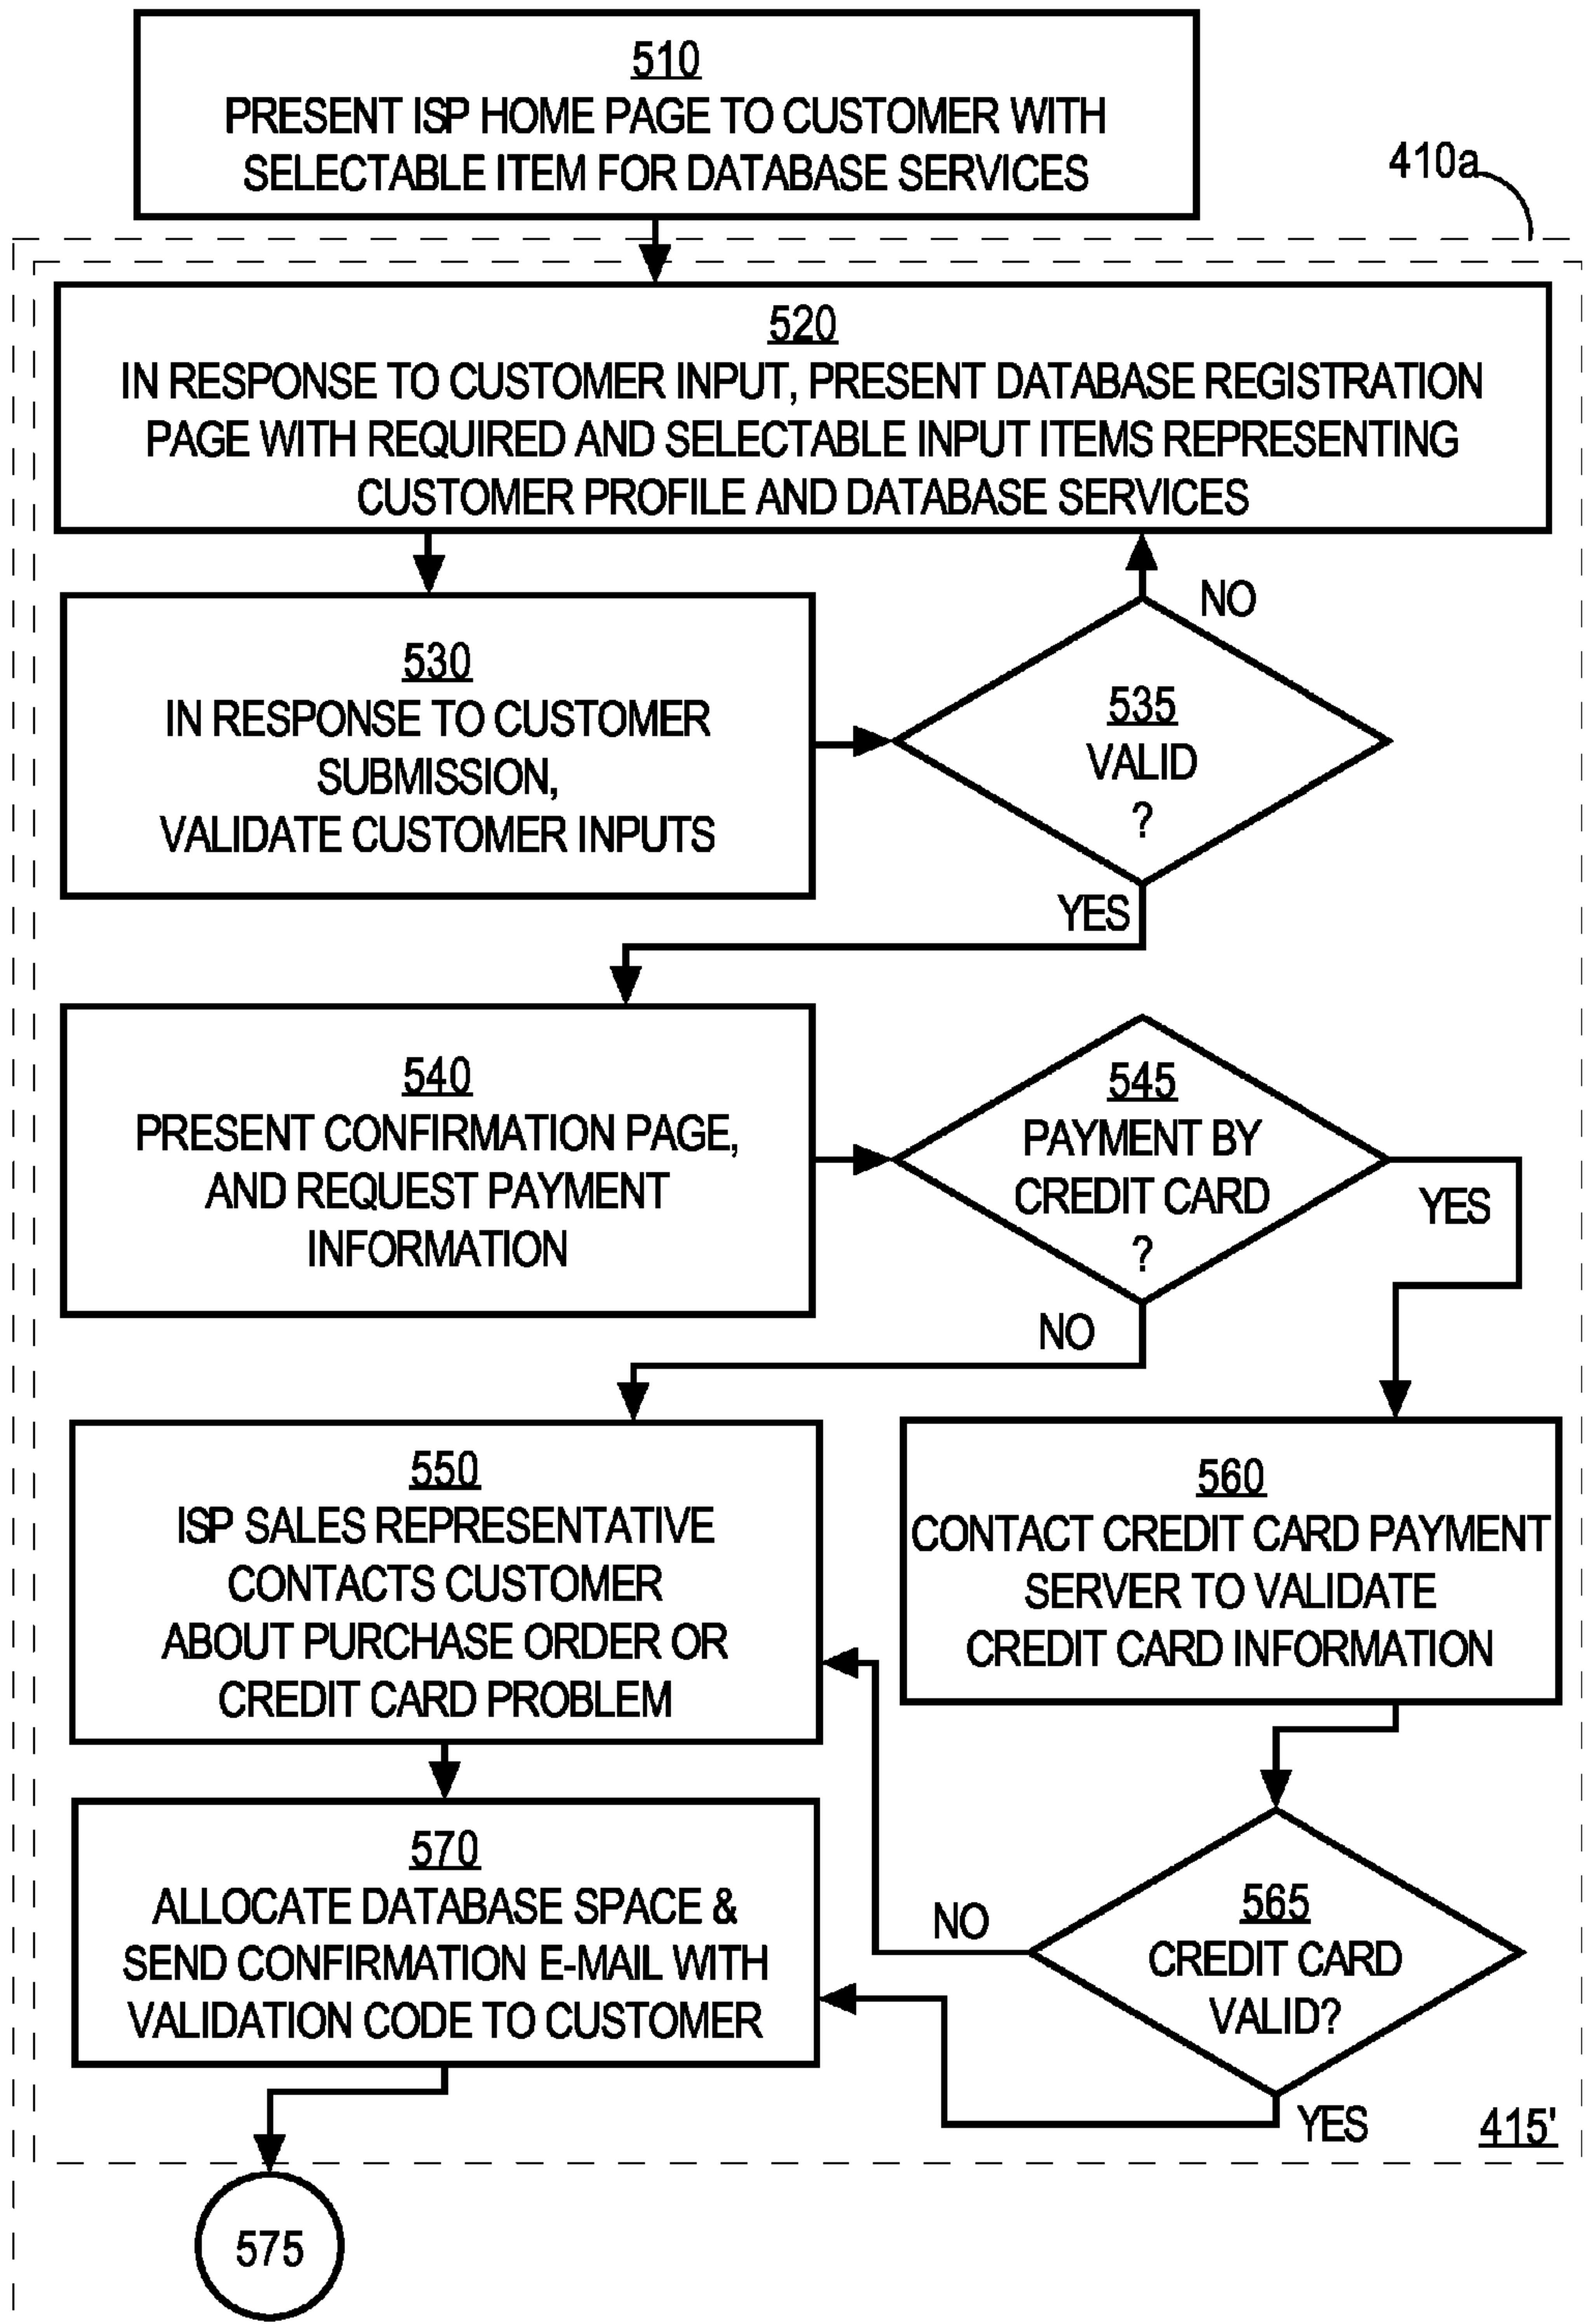 510
PRESENT ISP HOME PAGE TO CUSTOMER WITH
SELECTABLE ITEM FOR DATABASE SERVICES
410a
520
IN RESPONSE TO CUSTOMER INPUT, PRESENT DATABASE REGISTRATION
PAGE WITH REQUIRED AND SELECTABLE INPUT ITEMS REPRESENTING
CUSTOMER PROFILE AND DATABASE SERVICES
NO
530
IN RESPONSE TO CUSTOMER
SUBMISSION,
VALIDATE CUSTOMER INPUTS
535
VALID
?
YES
540
PRESENT CONFIRMATION PAGE,
AND REQUEST PAYMENT
INFORMATION
545
PAYMENT BY
CREDIT CARD
?
YES
NO
550
ISP SALES REPRESENTATIVE
CONTACTS CUSTOMER
ABOUT PURCHASE ORDER OR
CREDIT CARD PROBLEM
560
CONTACT CREDIT CARD PAYMENT
SERVER TO VALIDATE
CREDIT CARD INFORMATION
570
ALLOCATE DATABASE SPACE &
SEND CONFIRMATION E-MAIL WITH
VALIDATION CODE TO CUSTOMER
NO
565
CREDIT CARD
VALID?
YES
415'
575